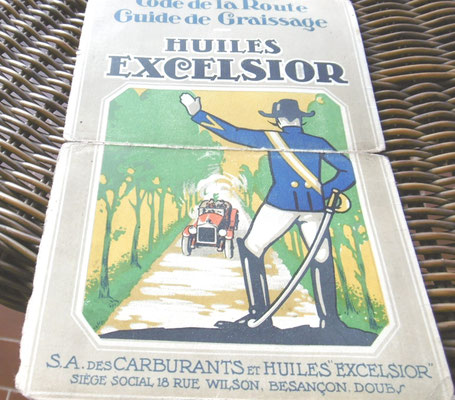 Code de la Route
Guide de Graissage
HUILES
EXCELSIOR
S.A. DES CARBURANTS ET HUILES "EXCELSIOR"
SIÈGE SOCIAL 18 RUE WILSON, BESANÇON, DOUBS